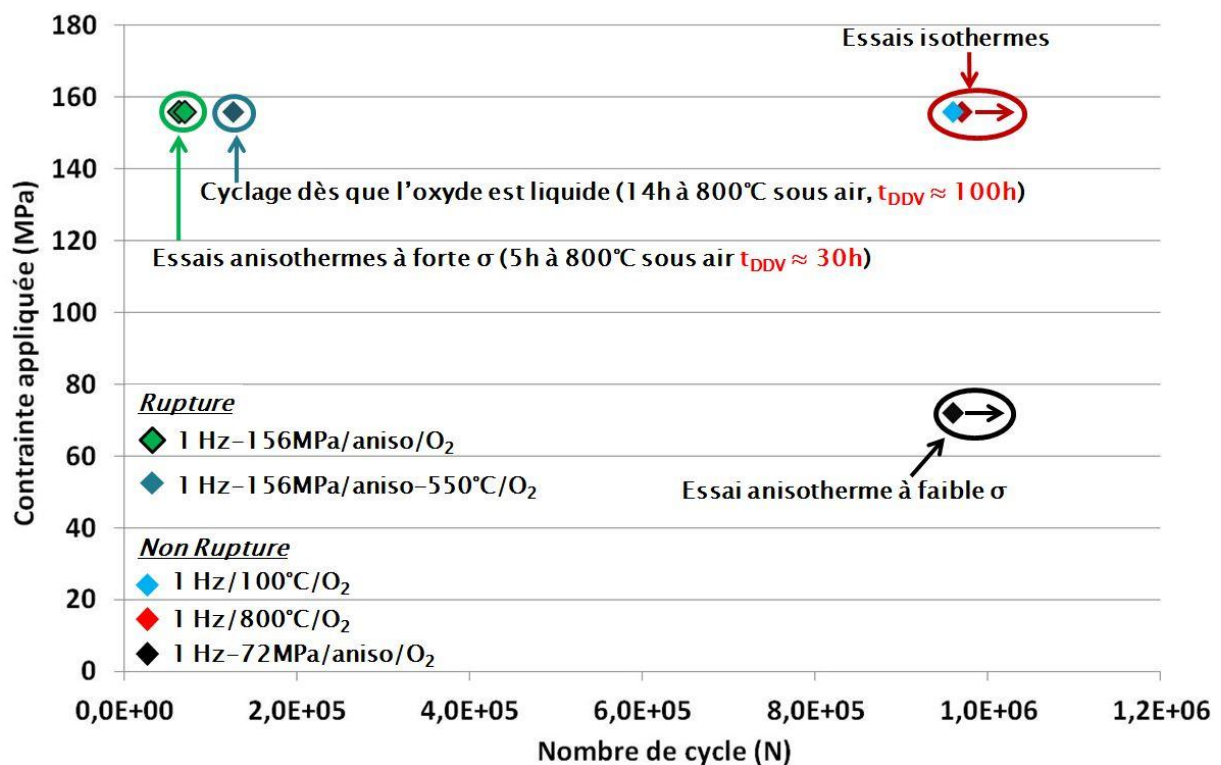 Essais isothermes
Cyclage dès que l'oxyde est liquide (14h à 800°C sous air, tDDV ≈ 100h)
Essais anisothermes à forte σ (5h à 800°C sous air tDDV ≈ 30h)
Essai anisotherme à faible σ
Rupture
1 Hz-156MPa/aniso/O2
1 Hz-156MPa/aniso-550°C/O2
Non Rupture
1 Hz/100°C/O2
1 Hz/800°C/O2
1 Hz-72MPa/aniso/O2
Contrainte appliquée (MPa)
180
160
140
120
100
80
60
40
20
0
0,0E+00 2,0E+05 4,0E+05 6,0E+05 8,0E+05 1,0E+06 1,2E+06
Nombre de cycle (N)